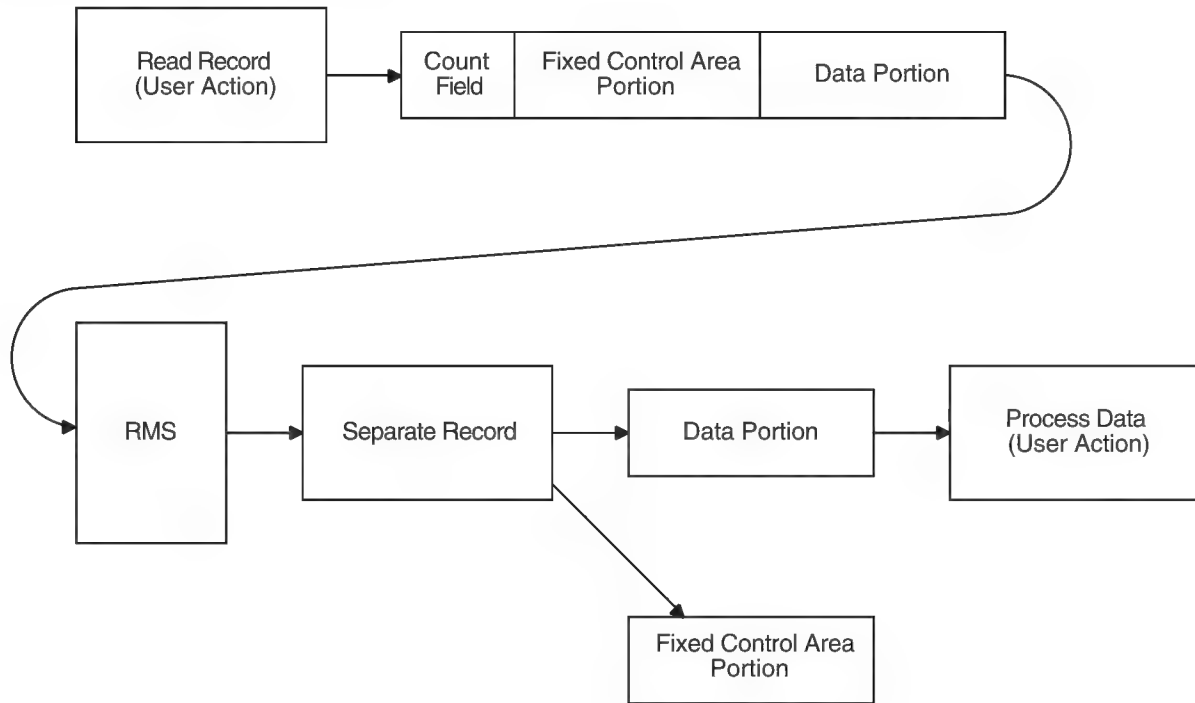 Read Record
(User Action)
Count
Field
Fixed Control Area
Portion
Data Portion
RMS
Separate Record
Data Portion
Process Data
(User Action)
Fixed Control Area
Portion